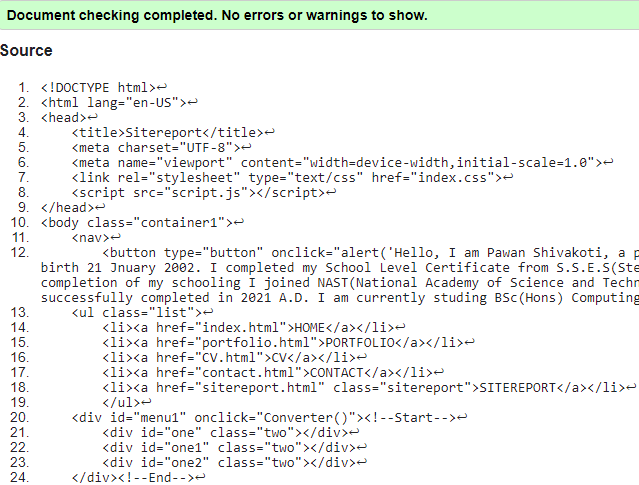 Document checking completed. No errors or warnings to show.
Source
1. <!DOCTYPE html>↩
2. <html lang="en-US">↩
3. <head>↩
4. <title>Sitereport</title>↩
5. <meta charset="UTF-8">↩
6. <meta name="viewport" content="width=device-width,initial-scale=1.0">↩
7. <link rel="stylesheet" type="text/css" href="index.css">↩
8. <script src="script.js"></script>↩
9. </head>↩
10. <body class="container1">↩
11. <nav>↩
12. <button type="button" onclick="alert('Hello, I am Pawan Shivakoti, a p
birth 21 Jnuary 2002. I completed my School Level Certificate from S.S.E.S(Ste
completion of my schooling I joined NAST(National Academy of Science and Techn
successfully completed in 2021 A.D. I am currently studing BSc(Hons) Computing
13. <ul class="list">↩
14. <li><a href="index.html">HOME</a></li>↩
15. <li><a href="portfolio.html">PORTFOLIO</a></li>↩
16. <li><a href="CV.html">CV</a></li>↩
17. <li><a href="contact.html">CONTACT</a></li>↩
18. <li><a href="sitereport.html" class="sitereport">SITEREPORT</a></li>↩
19. </ul>↩
20. <div id="menu1" onclick="Converter()"><!--Start-->↩
21. <div id="one" class="two"></div>↩
22. <div id="one1" class="two"></div>↩
23. <div id="one2" class="two"></div>↩
24. </div><!--End-->↩